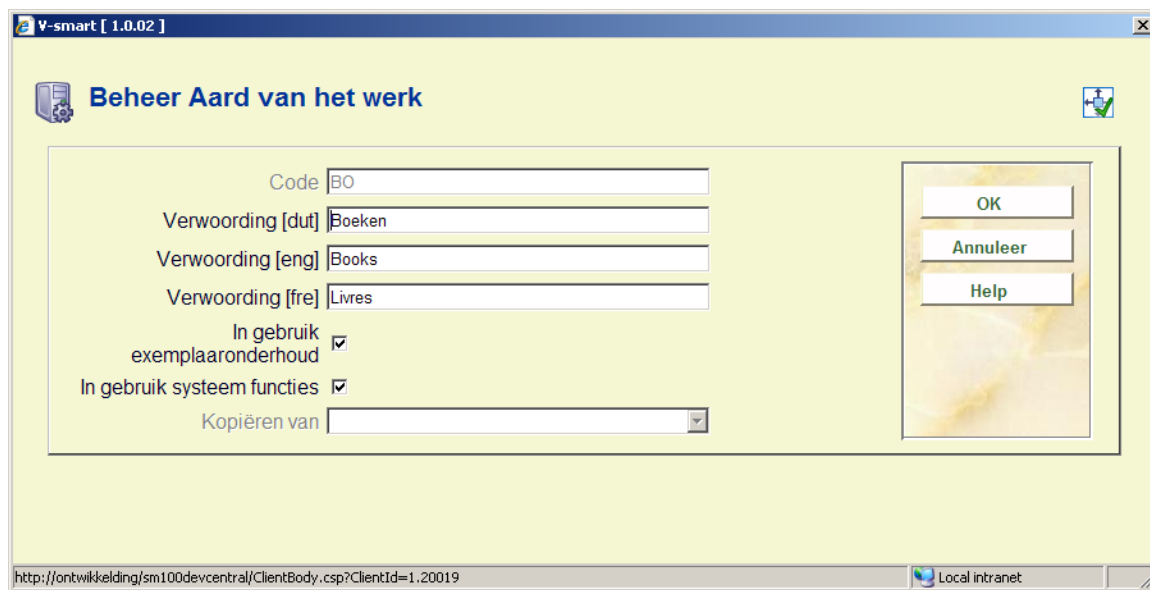 V-smart [ 1.0.02 ]
Beheer Aard van het werk
Code BO
Verwoording [dut] Boeken
Verwoording [eng] Books
Verwoording [fre] Livres
In gebruik
exemplaaronderhoud
In gebruik systeem functies
Kopiëren van
OK
Annuleer
Help
http://ontwikkelding/sm100devcentral/ClientBody.csp?ClientId=1.20019
Local intranet